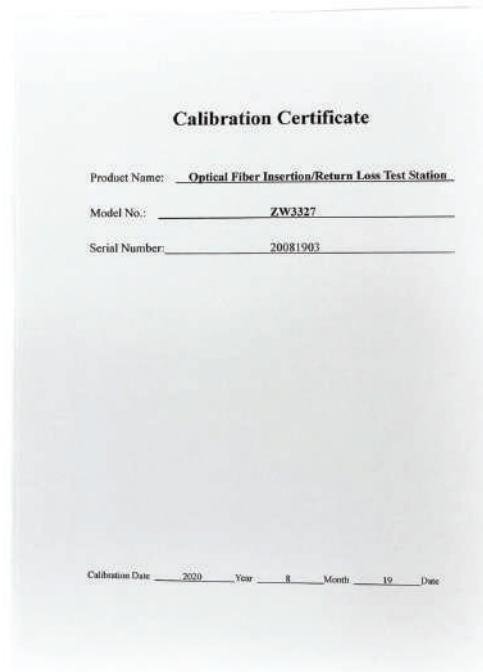 Calibration Certificate
Product Name: Optical Fiber Insertion/Return Loss Test Station
Model No.: ZW3327
Serial Number: 20081903
Calibration Date 2020 Year 8 Month 19 Date